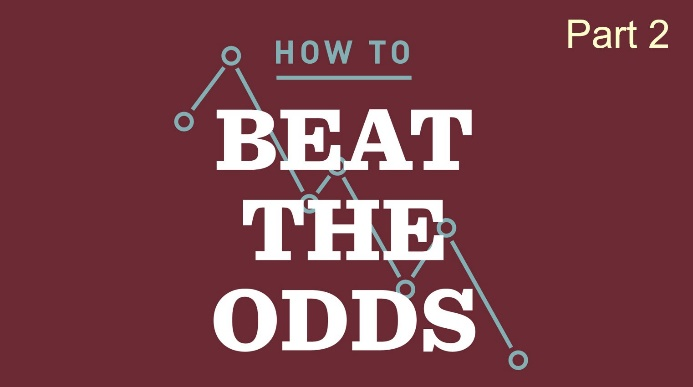 Part 2
HOW TO
BEAT
THE
ODDS